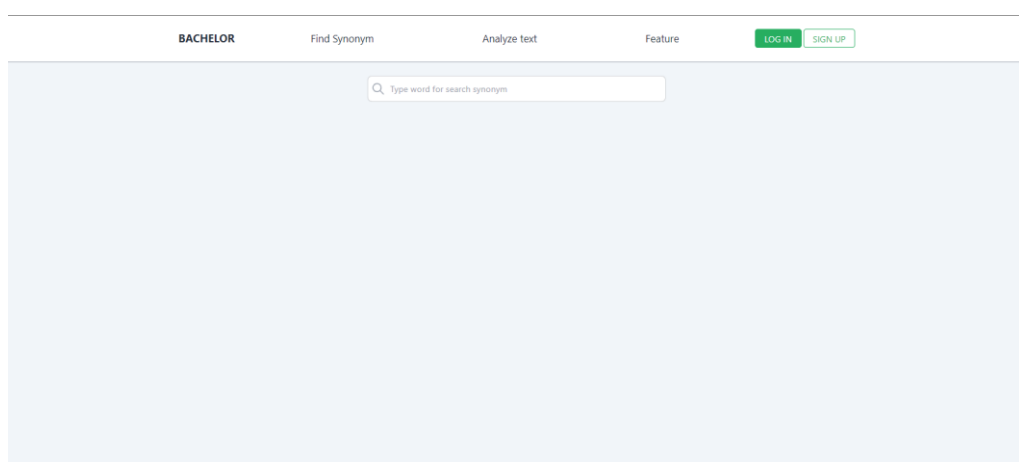 BACHELOR Find Synonym Analyze text Feature LOG IN SIGN UP
Type word for search synonym